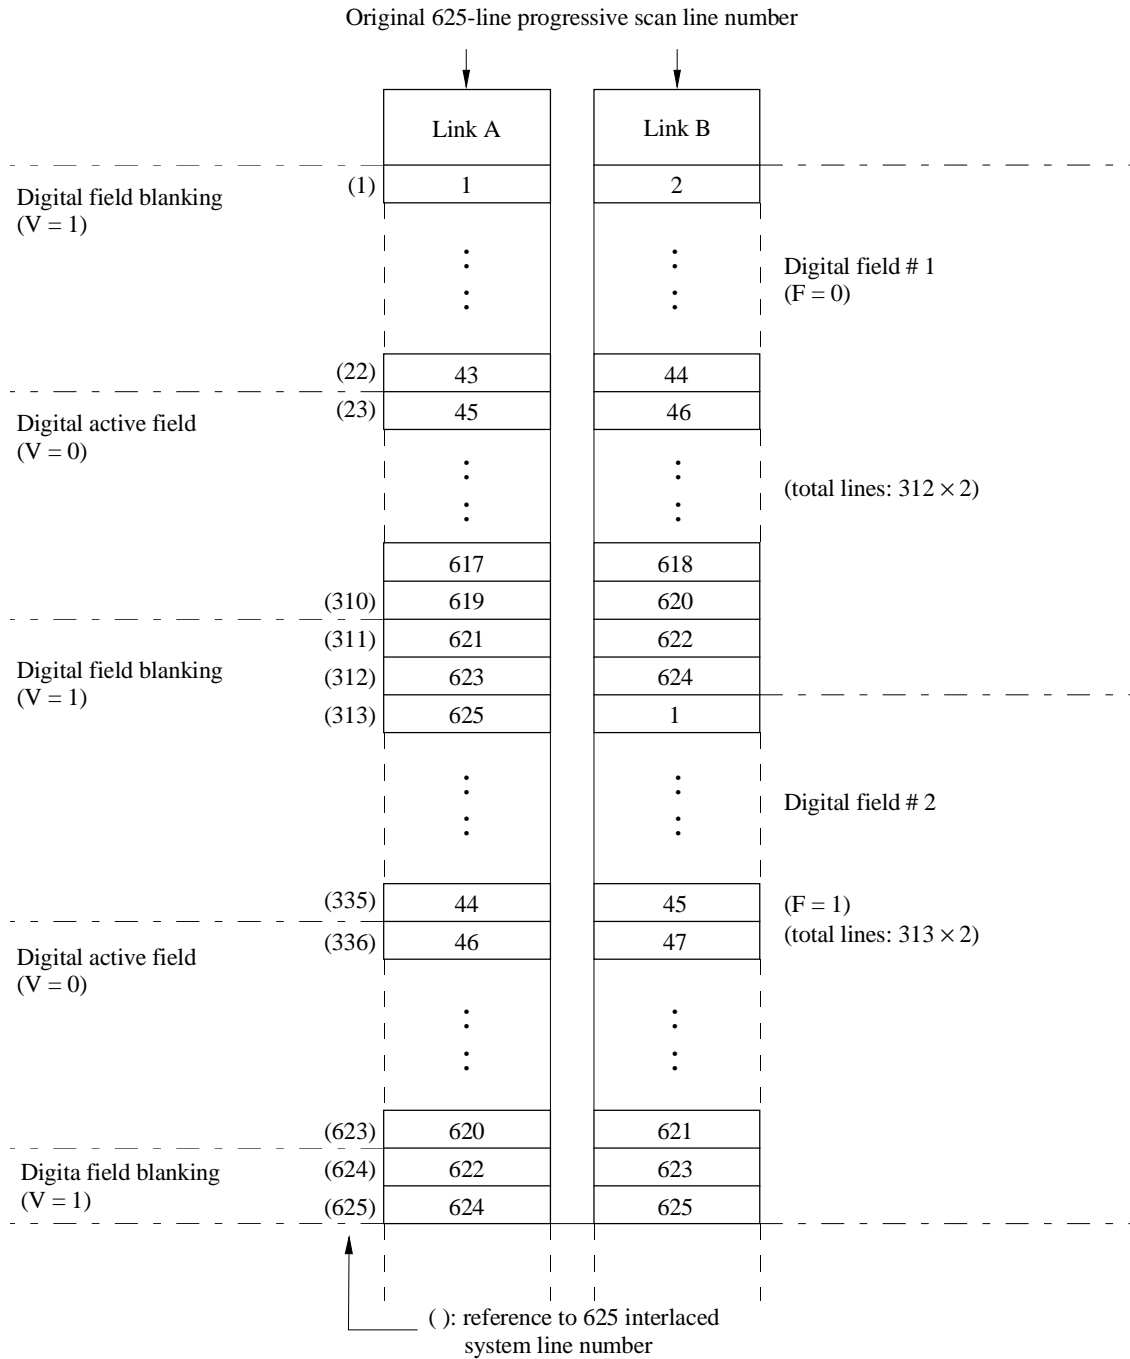 Original 625-line progressive scan line number
Link A Link B
Digital field blanking
(V = 1)
(1) 1 2
Digital field # 1
(F = 0)
(22) 43 44
(23) 45 46
Digital active field
(V = 0)
(total lines: 312 × 2)
617 618
(310) 619 620
(311) 621 622
Digital field blanking
(V = 1)
(312) 623 624
(313) 625 1
Digital field # 2
(335) 44 45
(F = 1)
(336) 46 47
(total lines: 313 × 2)
Digital active field
(V = 0)
(623) 620 621
Digita field blanking
(V = 1)
(624) 622 623
(625) 624 625
( ): reference to 625 interlaced
system line number